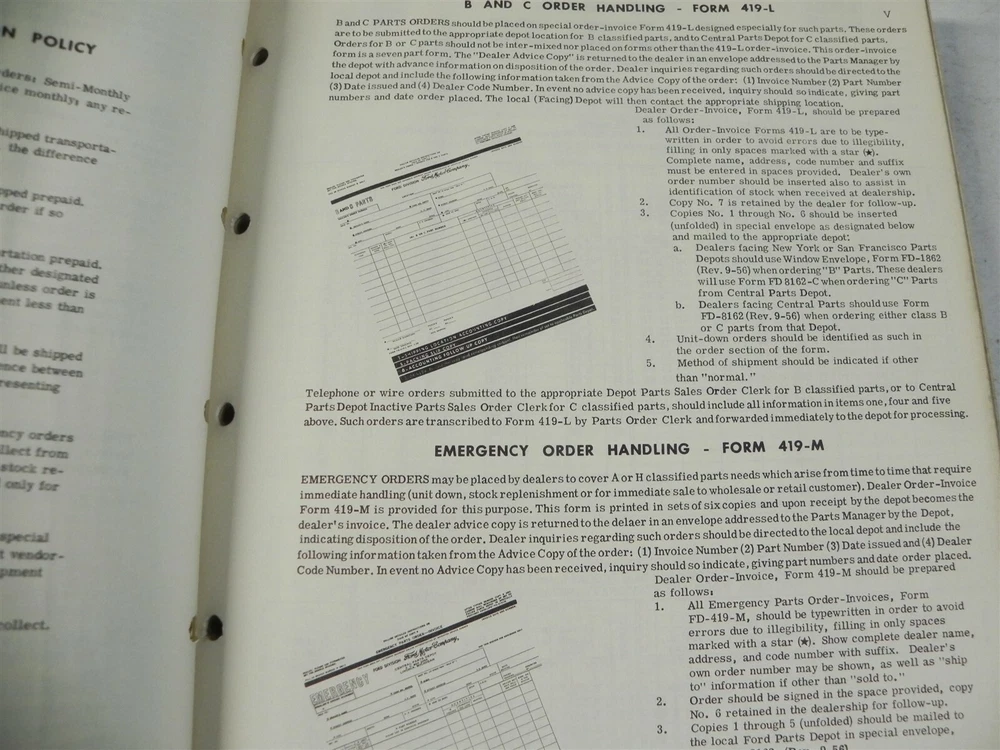 N POLICY
ders: Semi-Monthly
ice monthly; any re-
hipped transporta-
the difference
pped prepaid.
rder if so
rtation prepaid.
ther designated
unless order is
ent less than
ll be shipped
ence between
resenting
ncy orders
llect from
stock re-
only for
special
t vendor-
pment
collect.
B AND C ORDER HANDLING - FORM 419-L
V
B and C PARTS ORDERS should be placed on special order-invoice Form 419-L designed especially for such parts. These orders
are to be submitted to the appropriate depot location for B classified parts, and to Central Parts Depot for C classified parts.
Orders for B or C parts should not be inter-mixed nor placed on forms other than the 419-L order-invoice. This order-invoice
form is a seven part form. The "Dealer Advice Copy" is returned to the dealer in an envelope addressed to the Parts Manager by
the depot with advance information on disposition of the order. Dealer inquiries regarding such orders should be directed to the
local depot and include the following information taken from the Advice Copy of the order: (1) Invoice Number (2) Part Number
(3) Date issued and (4) Dealer Code Number. In event no advice copy has been received, inquiry should so indicate, giving part
numbers and date order placed. The local (Facing) Depot will then contact the appropriate shipping location.
Dealer Order-Invoice, Form 419-L, should be prepared
as follows:
1. All Order-Invoice Forms 419-L are to be type-
written in order to avoid errors due to illegibility,
filling in only spaces marked with a star (★).
Complete name, address, code number and suffix
must be entered in spaces provided. Dealer's own
order number should be inserted also to assist in
identification of stock when received at dealership.
2. Copy No. 7 is retained by the dealer for follow-up.
3. Copies No. 1 through No. 6 should be inserted
(unfolded) in special envelope as designated below
and mailed to the appropriate depot:
a. Dealers facing New York or San Francisco Parts
Depots should use Window Envelope, Form FD-1862
(Rev. 9-56) when ordering "B" Parts. These dealers
will use Form FD 8162-C when ordering "C" Parts
from Central Parts Depot.
b. Dealers facing Central Parts should use Form
FD-8162 (Rev. 9-56) when ordering either class B
or C parts from that Depot.
4. Unit-down orders should be identified as such in
the order section of the form.
5. Method of shipment should be indicated if other
than "normal."
FORD DIVISION Ford Motor Company,
B AND C PARTS
1-SHIPPING LOCATION ACCOUNTING COPY
PACKING SLIP COPY
6-ACCOUNTING FOLLOW UP COPY
Telephone or wire orders submitted to the appropriate Depot Parts Sales Order Clerk for B classified parts, or to Central
Parts Depot Inactive Parts Sales Order Clerk for C classified parts, should include all information in items one, four and five
above. Such orders are transcribed to Form 419-L by Parts Order Clerk and forwarded immediately to the depot for processing.
EMERGENCY ORDER HANDLING - FORM 419-M
EMERGENCY ORDERS may be placed by dealers to cover A or H classified parts needs which arise from time to time that require
immediate handling (unit down, stock replenishment or for immediate sale to wholesale or retail customer). Dealer Order-Invoice
Form 419-M is provided for this purpose. This form is printed in sets of six copies and upon receipt by the depot becomes the
dealer's invoice. The dealer advice copy is returned to the delaer in an envelope addressed to the Parts Manager by the Depot,
indicating disposition of the order. Dealer inquiries regarding such orders should be directed to local depot and include the
following information taken from the Advice Copy of the order: (1) Invoice Number (2) Part Number (3) Date issued and (4) Dealer
Code Number. In event no Advice Copy has been received, inquiry should so indicate, giving part numbers and date order placed.
Dealer Order-Invoice, Form 419-M should be prepared
as follows:
1. All Emergency Parts Order-Invoices, Form
FD-419-M, should be typewritten in order to avoid
errors due to illegibility, filling in only spaces
marked with a star (★). Show complete dealer name,
address, and code number with suffix. Dealer's
own order number may be shown, as well as "ship
to" information if other than "sold to."
2. Order should be signed in the space provided, copy
No. 6 retained in the dealership for follow-up.
3. Copies 1 through 5 (unfolded) should be mailed to
the local Ford Parts Depot in special envelope,
EMERGENCY PARTS ORDER-INVOICE
FORD DIVISION Ford Motor Company,
EMERGENCY